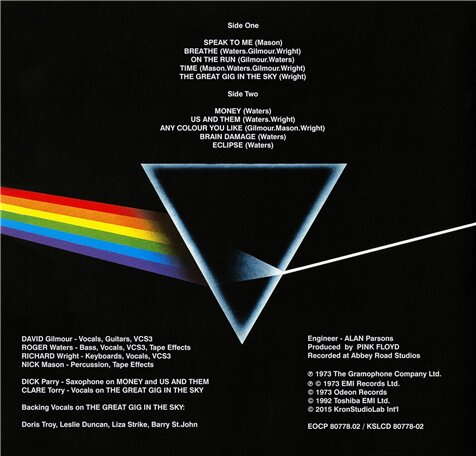 Side One
SPEAK TO ME (Mason)
BREATHE (Waters.Gilmour.Wright)
ON THE RUN (Gilmour.Waters)
TIME (Mason.Waters.Gilmour.Wright)
THE GREAT GIG IN THE SKY (Wright)
Side Two
MONEY (Waters)
US AND THEM (Waters.Wright)
ANY COLOUR YOU LIKE (Gilmour.Mason.Wright)
BRAIN DAMAGE (Waters)
ECLIPSE (Waters)
DAVID Gilmour - Vocals, Guitars, VCS3
ROGER Waters - Bass, Vocals, VCS3, Tape Effects
RICHARD Wright - Keyboards, Vocals, VCS3
NICK Mason - Percussion, Tape Effects
DICK Parry - Saxophone on MONEY and US AND THEM
CLARE Torry - Vocals on THE GREAT GIG IN THE SKY
Backing Vocals on THE GREAT GIG IN THE SKY:
Doris Troy, Leslie Duncan, Liza Strike, Barry St.John
Engineer - ALAN Parsons
Produced by PINK FLOYD
Recorded at Abbey Road Studios
℗ 1973 The Gramophone Company Ltd.
℗ © 1973 EMI Records Ltd.
℗ © 1973 Odeon Records
© 1992 Toshiba EMI Ltd.
© 2015 KronStudioLab Int'l
EOCP 80778.02 / KSLCD 80778-02